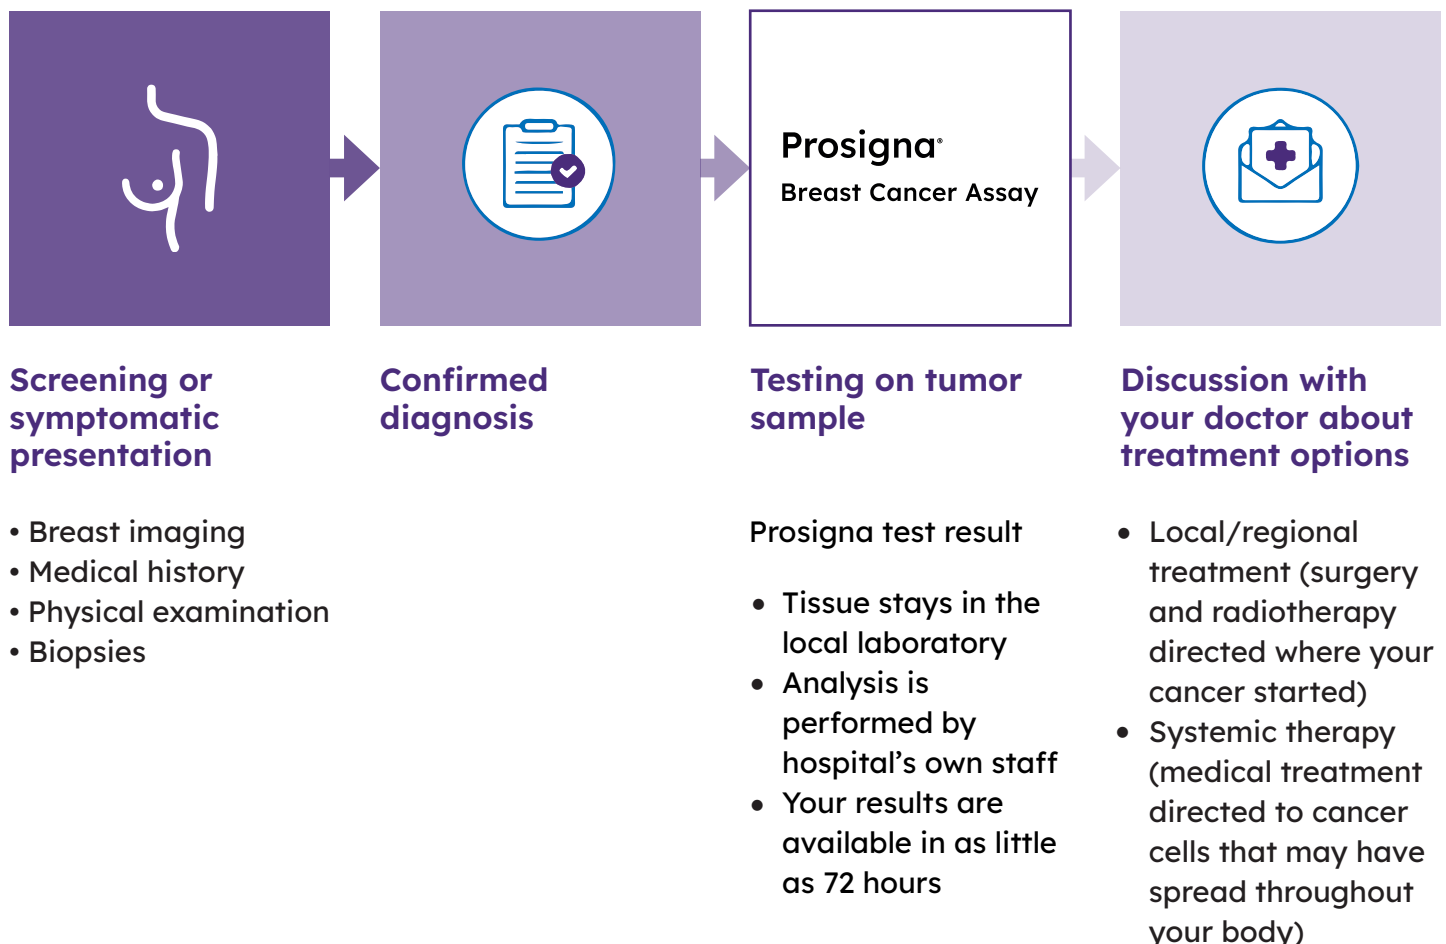 Prosigna®
Breast Cancer Assay
Screening or
symptomatic
presentation
• Breast imaging
• Medical history
• Physical examination
• Biopsies
Confirmed
diagnosis
Testing on tumor
sample
Prosigna test result
• Tissue stays in the
local laboratory
• Analysis is
performed by
hospital’s own staff
• Your results are
available in as little
as 72 hours
Discussion with
your doctor about
treatment options
• Local/regional
treatment (surgery
and radiotherapy
directed where your
cancer started)
• Systemic therapy
(medical treatment
directed to cancer
cells that may have
spread throughout
your body)